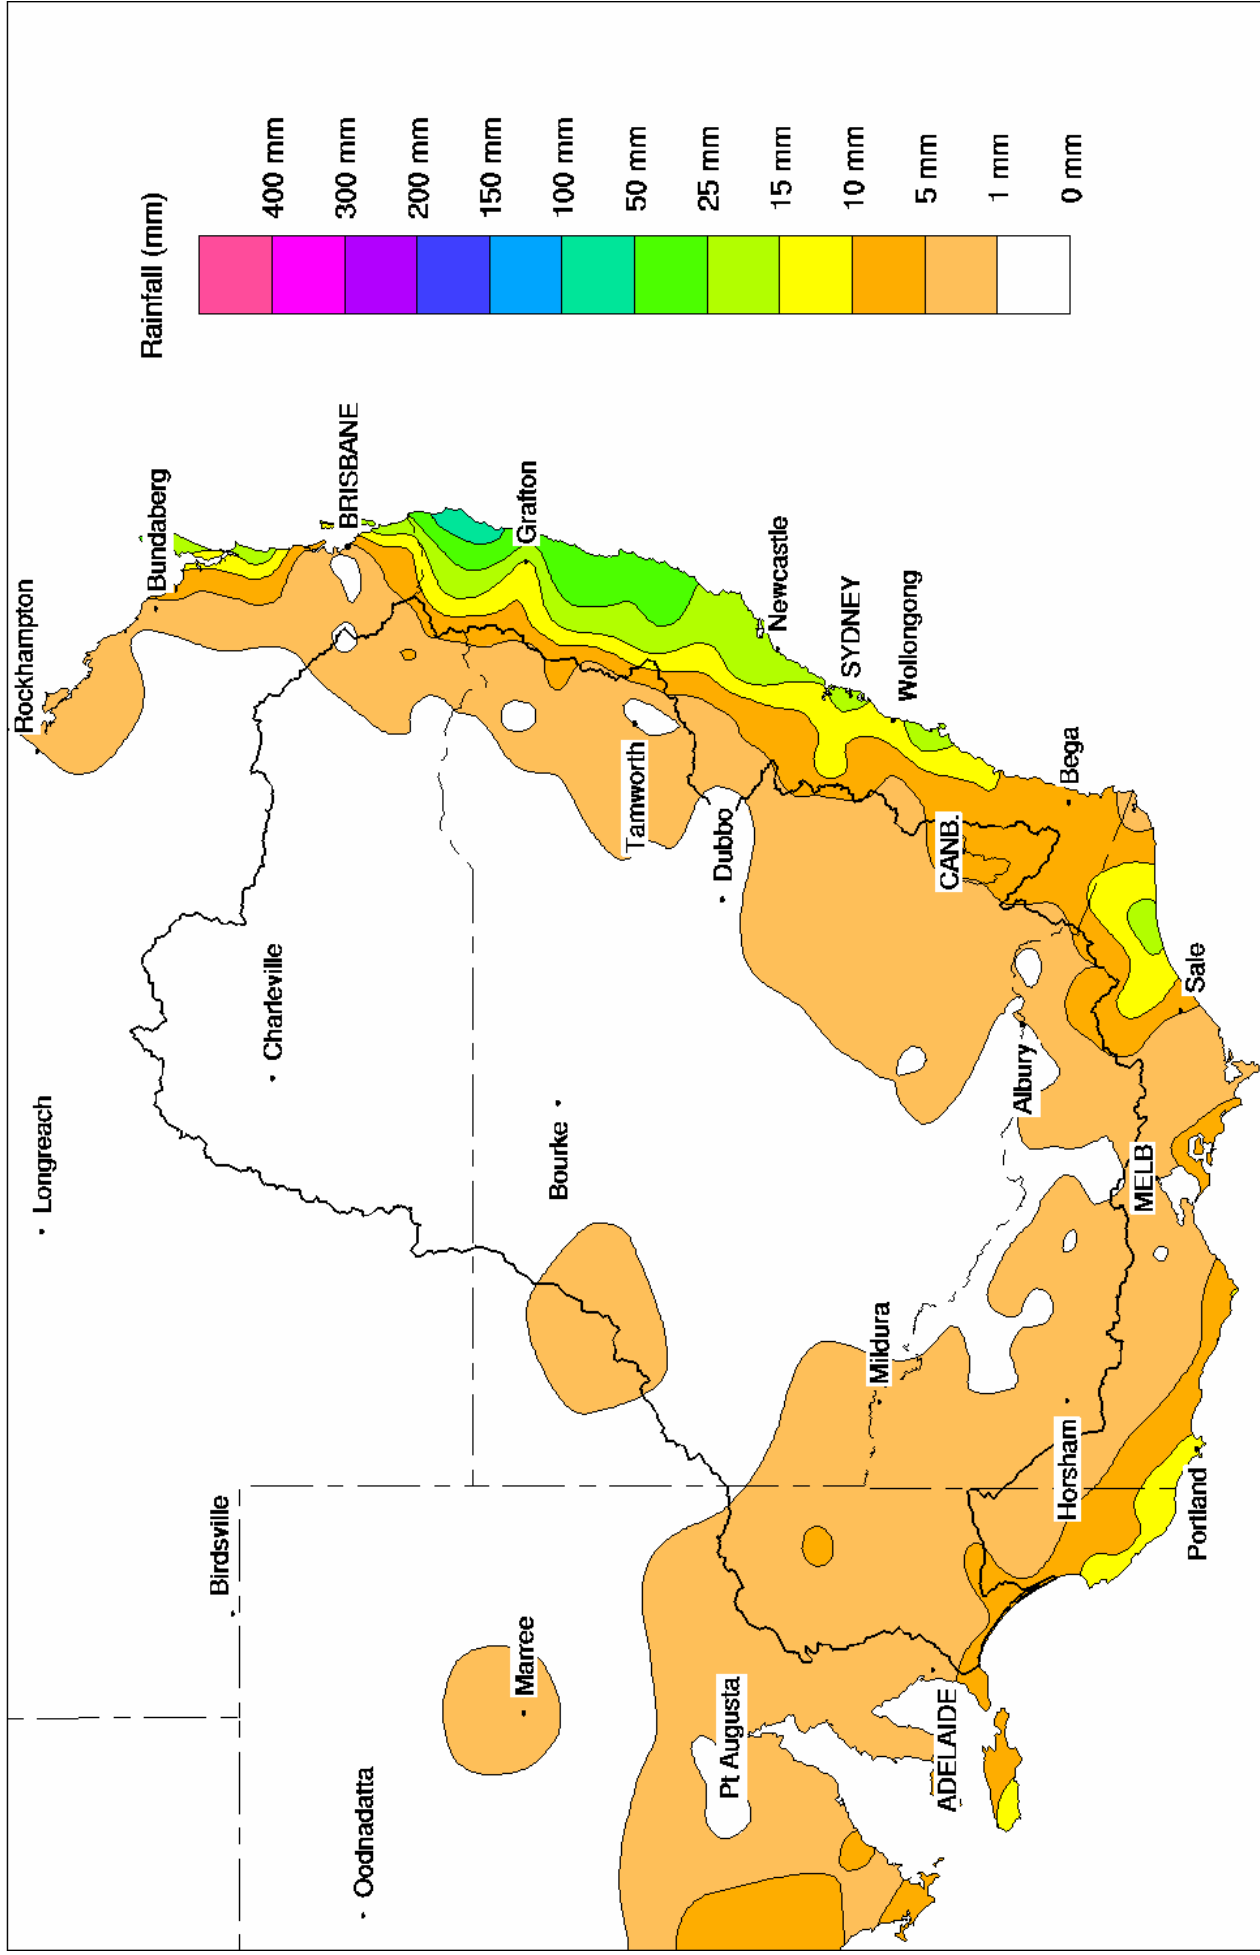 Rainfall (mm)
400 mm
300 mm
200 mm
150 mm
100 mm
50 mm
25 mm
15 mm
10 mm
5 mm
1 mm
0 mm
Rockhampton
Bundaberg
BRISBANE
Grafton
Newcastle
SYDNEY
Wollongong
Bega
Tamworth
Dubbo
CANB.
Sale
Longreach
Charleville
Bourke
Albury
MELB
Mildura
Horsham
Portland
Birdsville
Marree
Oodnadatta
Pt Augusta
ADELAIDE